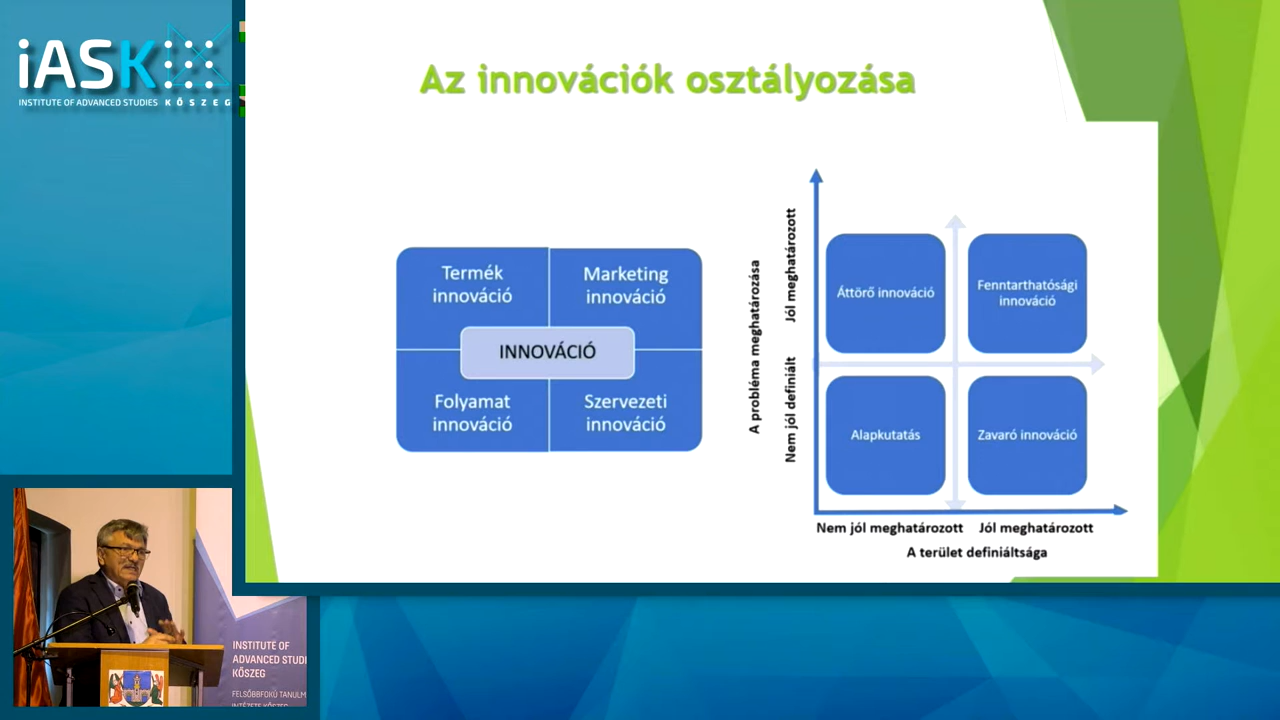 iASK
INSTITUTE OF ADVANCED STUDIES KŐSZEG
Az innovációk osztályozása
Termék
innováció
Marketing
innováció
INNOVÁCIÓ
Folyamat
innováció
Szervezeti
innováció
A probléma meghatározása
Jól meghatározott
Nem jól definiált
Áttörő innováció
Fenntarthatósági
innováció
Alapkutatás
Zavaró innováció
Nem jól meghatározott
Jól meghatározott
A terület definiáltsága
INSTITUTE OF
ADVANCED STUDI
KŐSZEG
FELSŐBBFOKÚ TANULM
INTÉZETE KŐSZEG